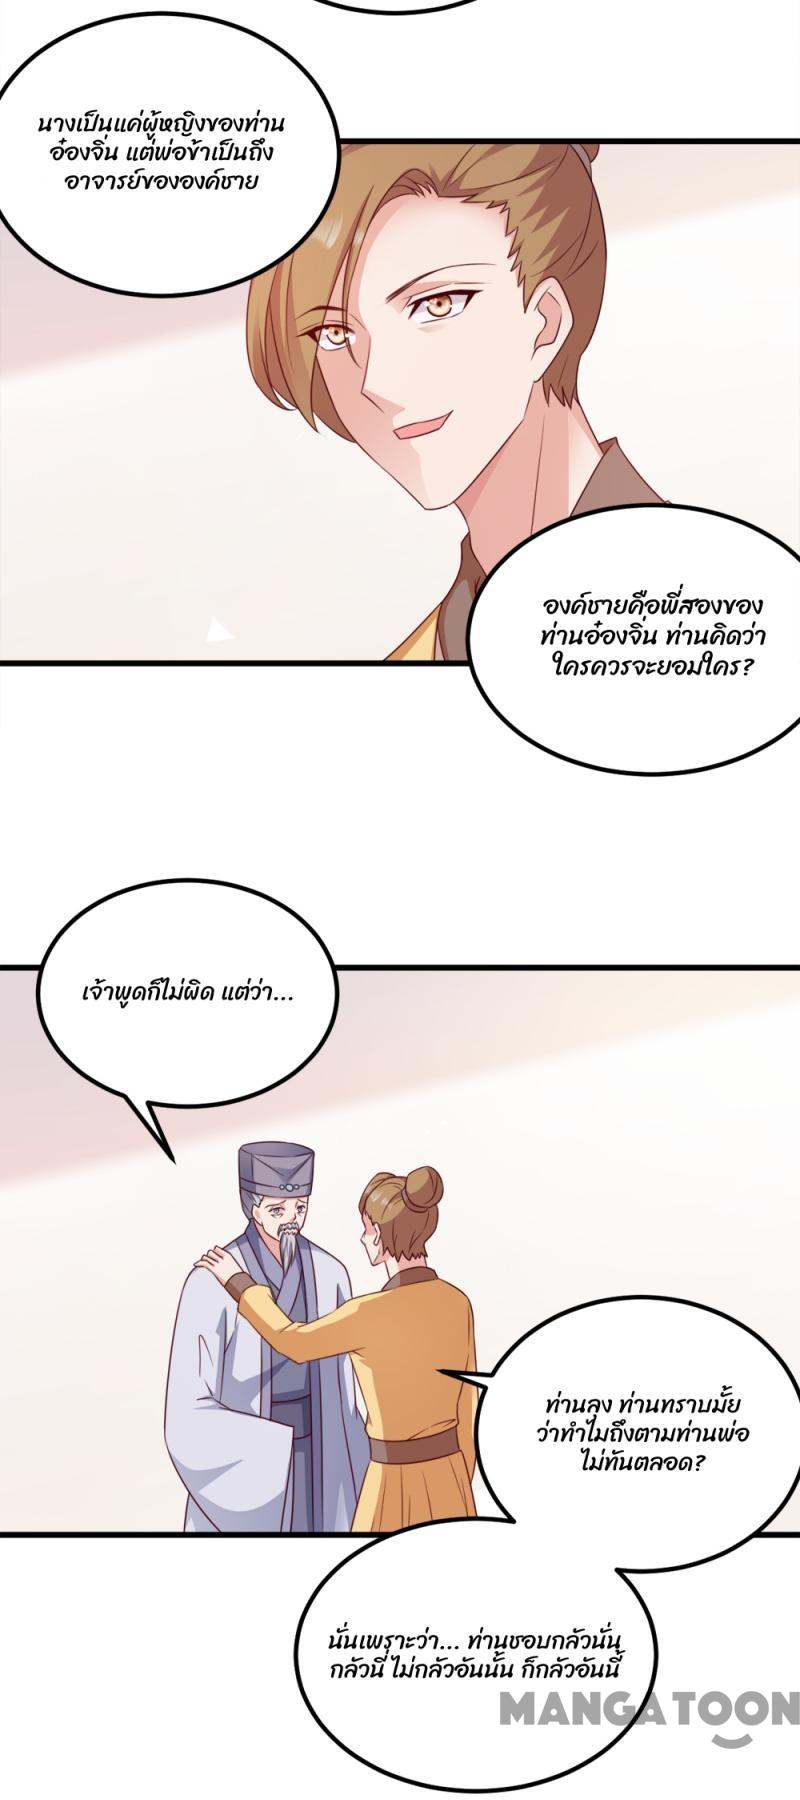 นางเป็นแค่ผู้หญิงของท่าน
อ๋องจิ่น แต่พ่อข้าเป็นถึง
อาจารย์ขององค์ชาย
องค์ชายคือพี่สองของ
ท่านอ๋องจิ่น ท่านคิดว่า
ใครควรจะยอมใคร?
เจ้าพูดก็ไม่ผิด แต่ว่า...
ท่านลุง ท่านทราบมั้ย
ว่าทำไมถึงตามท่านพ่อ
ไม่ทันตลอด?
นั่นเพราะว่า... ท่านชอบกลัวนั่น
กลัวนี่ ไม่กลัวอันนั้น ก็กลัวอันนี้
MANGATOON